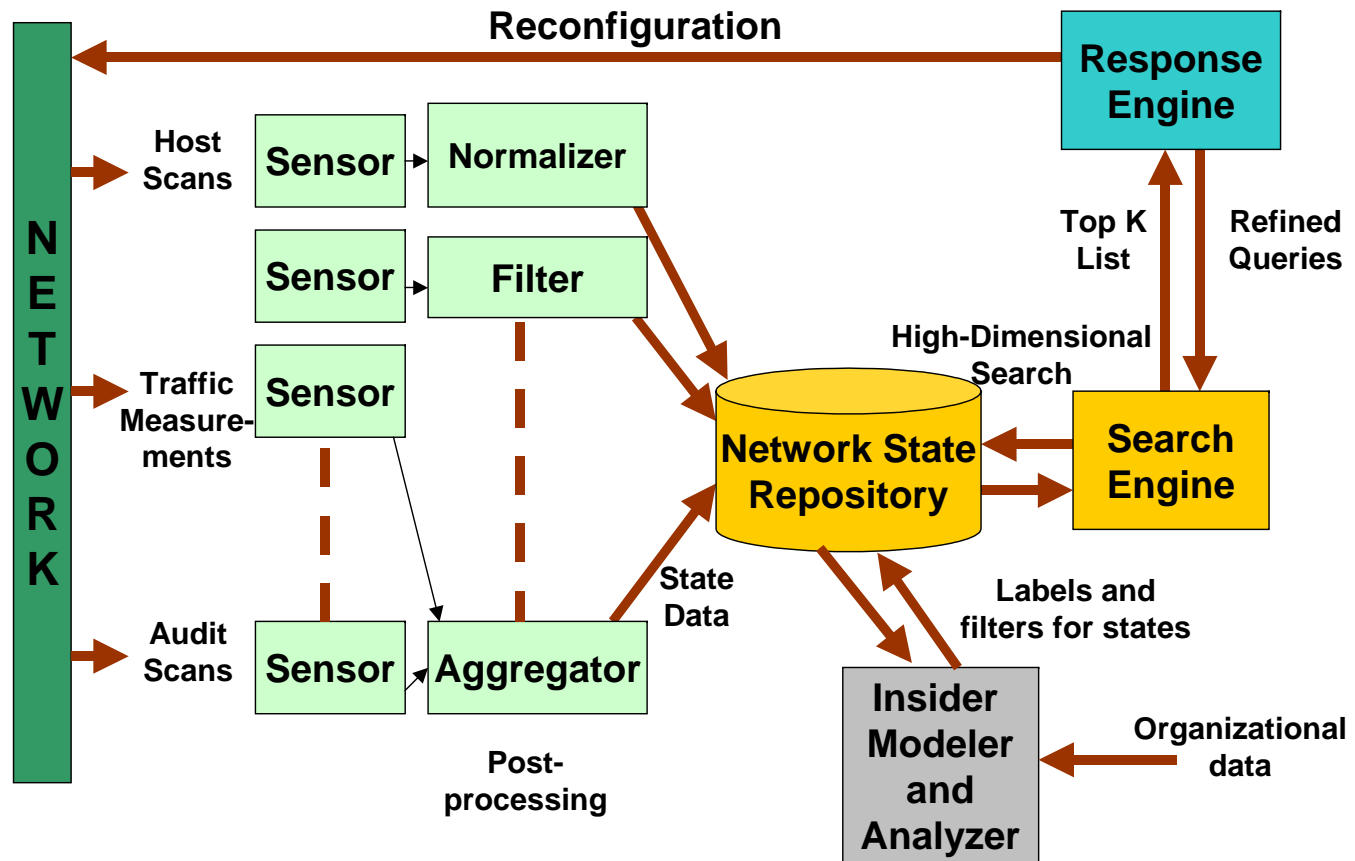 Reconfiguration
Response
Engine
Host
Scans
Sensor
Normalizer
NETWORK
Sensor
Filter
Top K
List
Refined
Queries
Traffic
Measure-
ments
Sensor
High-Dimensional
Search
Network State
Repository
Search
Engine
Audit
Scans
Sensor
Aggregator
State
Data
Labels and
filters for states
Post-
processing
Insider
Modeler
and
Analyzer
Organizational
data